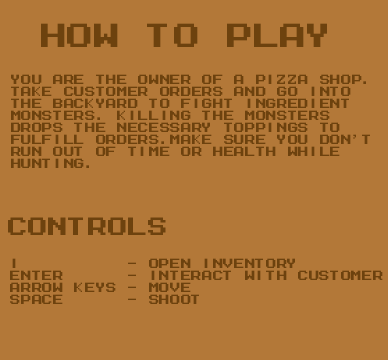 HOW TO PLAY
YOU ARE THE OWNER OF A PIZZA SHOP.
TAKE CUSTOMER ORDERS AND GO INTO
THE BACKYARD TO FIGHT INGREDIENT
MONSTERS. KILLING THE MONSTERS
DROPS THE NECESSARY TOPPINGS TO
FULFILL ORDERS.MAKE SURE YOU DON'T
RUN OUT OF TIME OR HEALTH WHILE
HUNTING.
CONTROLS
I - OPEN INVENTORY
ENTER - INTERACT WITH CUSTOMER
ARROW KEYS - MOVE
SPACE - SHOOT